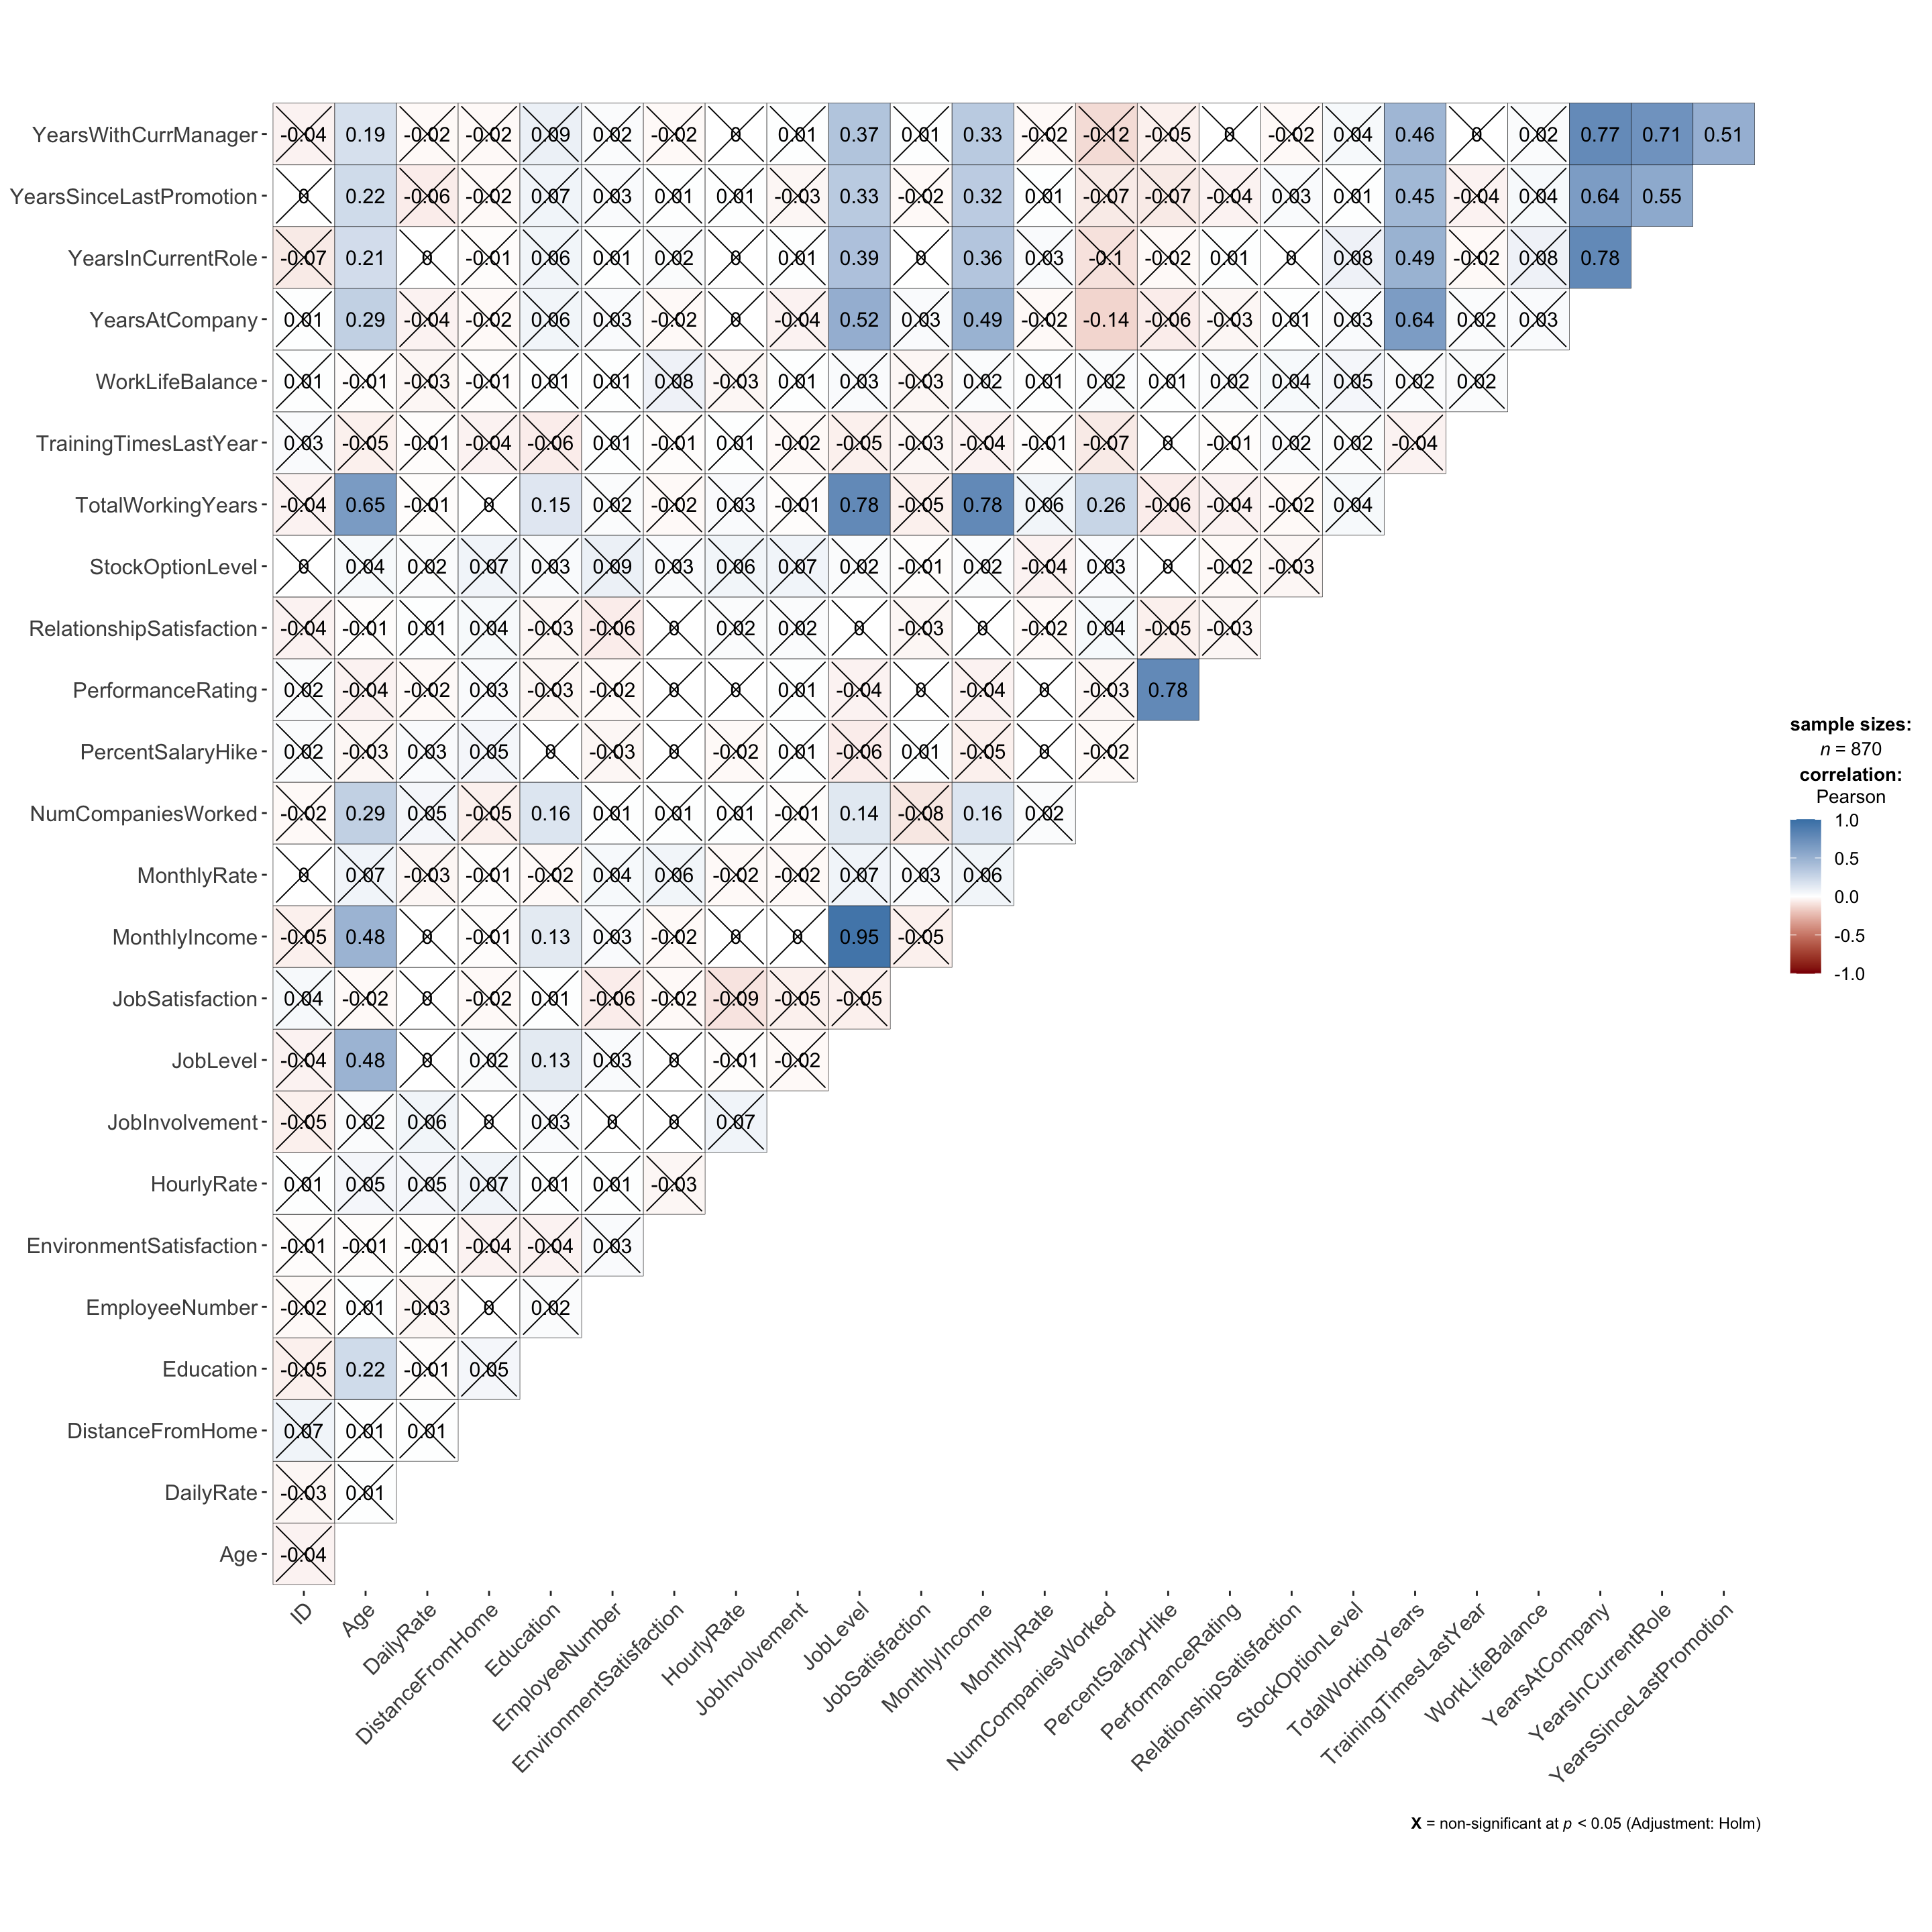 YearsWithCurrManager -0.04 0.19 -0.02 -0.02 0.09 0.02 -0.02 0 0.01 0.37 0.01 0.33 -0.02 -0.12 -0.05 0 -0.02 0.04 0.46 0 0.02 0.77 0.71 0.51
YearsSinceLastPromotion 0 0.22 -0.06 -0.02 0.07 0.03 0.01 0.01 -0.03 0.33 -0.02 0.32 0.01 -0.07 -0.07 -0.04 0.03 0.01 0.45 -0.04 0.04 0.64 0.55
YearsInCurrentRole -0.07 0.21 0 -0.01 0.06 0.01 0.02 0 0.01 0.39 0 0.36 0.03 -0.1 -0.02 0.01 0 0.08 0.49 -0.02 0.08 0.78
YearsAtCompany 0.01 0.29 -0.04 -0.02 0.06 0.03 -0.02 0 -0.04 0.52 0.03 0.49 -0.02 -0.14 -0.06 -0.03 0.01 0.03 0.64 0.02 0.03
WorkLifeBalance 0.01 -0.01 -0.03 -0.01 0.01 0.01 0.08 -0.03 0.01 0.03 -0.03 0.02 0.01 0.02 0.01 0.02 0.04 0.05 0.02 0.02
TrainingTimesLastYear 0.03 -0.05 -0.01 -0.04 -0.06 0.01 -0.01 0.01 -0.02 -0.05 -0.03 -0.04 -0.01 -0.07 0 -0.01 0.02 0.02 -0.04
TotalWorkingYears -0.04 0.65 -0.01 0 0.15 0.02 -0.02 0.03 -0.01 0.78 -0.05 0.78 0.06 0.26 -0.06 -0.04 -0.02 0.04
StockOptionLevel 0 0.04 0.02 0.07 0.03 0.09 0.03 0.06 0.07 0.02 -0.01 0.02 -0.04 0.03 0 -0.02 -0.03
RelationshipSatisfaction -0.04 -0.01 0.01 0.04 -0.03 -0.06 0 0.02 0.02 0 -0.03 0 -0.02 0.04 -0.05 -0.03
PerformanceRating 0.02 -0.04 -0.02 0.03 -0.03 -0.02 0 0 0.01 -0.04 0 -0.04 0 -0.03 0.78
PercentSalaryHike 0.02 -0.03 0.03 0.05 0 -0.03 0 -0.02 0.01 -0.06 0.01 -0.05 0 -0.02
NumCompaniesWorked -0.02 0.29 0.05 -0.05 0.16 0.01 0.01 0.01 -0.01 0.14 -0.08 0.16 0.02
MonthlyRate 0 0.07 -0.03 -0.01 -0.02 0.04 0.06 -0.02 -0.02 0.07 0.03 0.06
MonthlyIncome -0.05 0.48 0 -0.01 0.13 0.03 -0.02 0 0 0.95 -0.05
JobSatisfaction 0.04 -0.02 0 -0.02 0.01 -0.06 -0.02 -0.09 -0.05 -0.05
JobLevel -0.04 0.48 0 0.02 0.13 0.03 0 -0.01 -0.02
JobInvolvement -0.05 0.02 0.06 0 0.03 0 0 0.07
HourlyRate 0.01 0.05 0.05 0.07 0.01 0.01 -0.03
EnvironmentSatisfaction -0.01 -0.01 -0.01 -0.04 -0.04 0.03
EmployeeNumber -0.02 0.01 -0.03 0 0.02
Education -0.05 0.22 -0.01 0.05
DistanceFromHome 0.07 0.01 0.01
DailyRate -0.03 0.01
Age -0.04
ID
Age
DailyRate
DistanceFromHome
Education
EmployeeNumber
EnvironmentSatisfaction
HourlyRate
JobInvolvement
JobLevel
JobSatisfaction
MonthlyIncome
MonthlyRate
NumCompaniesWorked
PercentSalaryHike
PerformanceRating
RelationshipSatisfaction
StockOptionLevel
TotalWorkingYears
TrainingTimesLastYear
WorkLifeBalance
YearsAtCompany
YearsInCurrentRole
YearsSinceLastPromotion
sample sizes:
n = 870
correlation:
Pearson
1.0
0.5
0.0
-0.5
-1.0
X = non-significant at p < 0.05 (Adjustment: Holm)